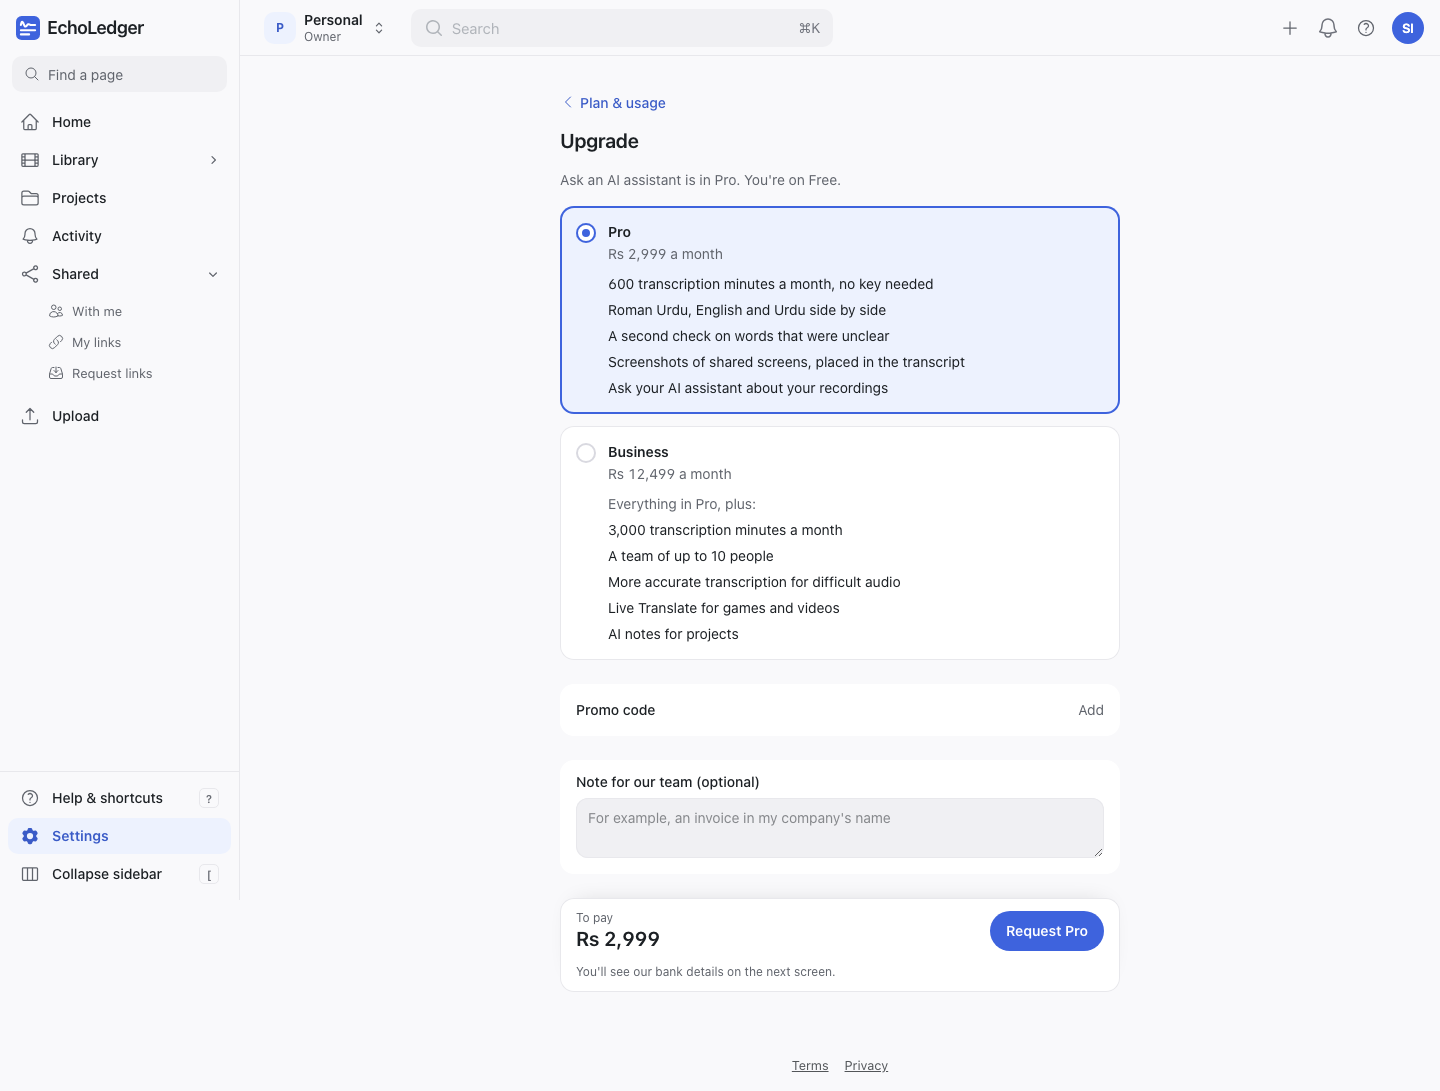 EchoLedger
Find a page
Home
Library
Projects
Activity
Shared
With me
My links
Request links
Upload
Help & shortcuts ?
Settings
Collapse sidebar [
P
Personal
Owner
Search ⌘K
SI
Plan & usage
Upgrade
Ask an AI assistant is in Pro. You're on Free.
Pro
Rs 2,999 a month
600 transcription minutes a month, no key needed
Roman Urdu, English and Urdu side by side
A second check on words that were unclear
Screenshots of shared screens, placed in the transcript
Ask your AI assistant about your recordings
Business
Rs 12,499 a month
Everything in Pro, plus:
3,000 transcription minutes a month
A team of up to 10 people
More accurate transcription for difficult audio
Live Translate for games and videos
AI notes for projects
Promo code Add
Note for our team (optional)
For example, an invoice in my company's name
To pay
Rs 2,999
Request Pro
You'll see our bank details on the next screen.
Terms Privacy